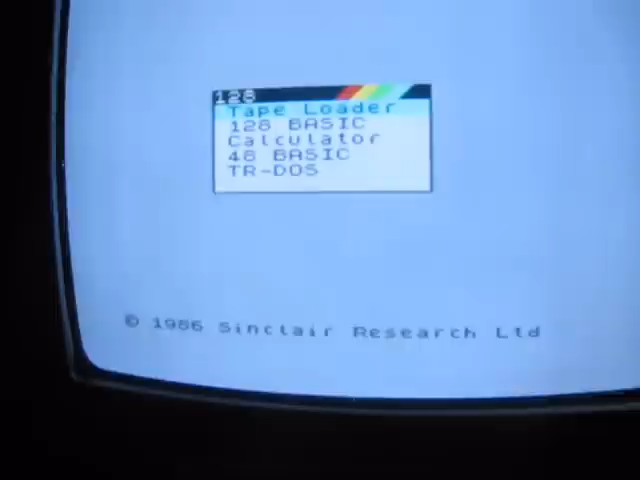 128
Tape Loader
128 BASIC
Calculator
48 BASIC
TR-DOS
© 1986 Sinclair Research Ltd